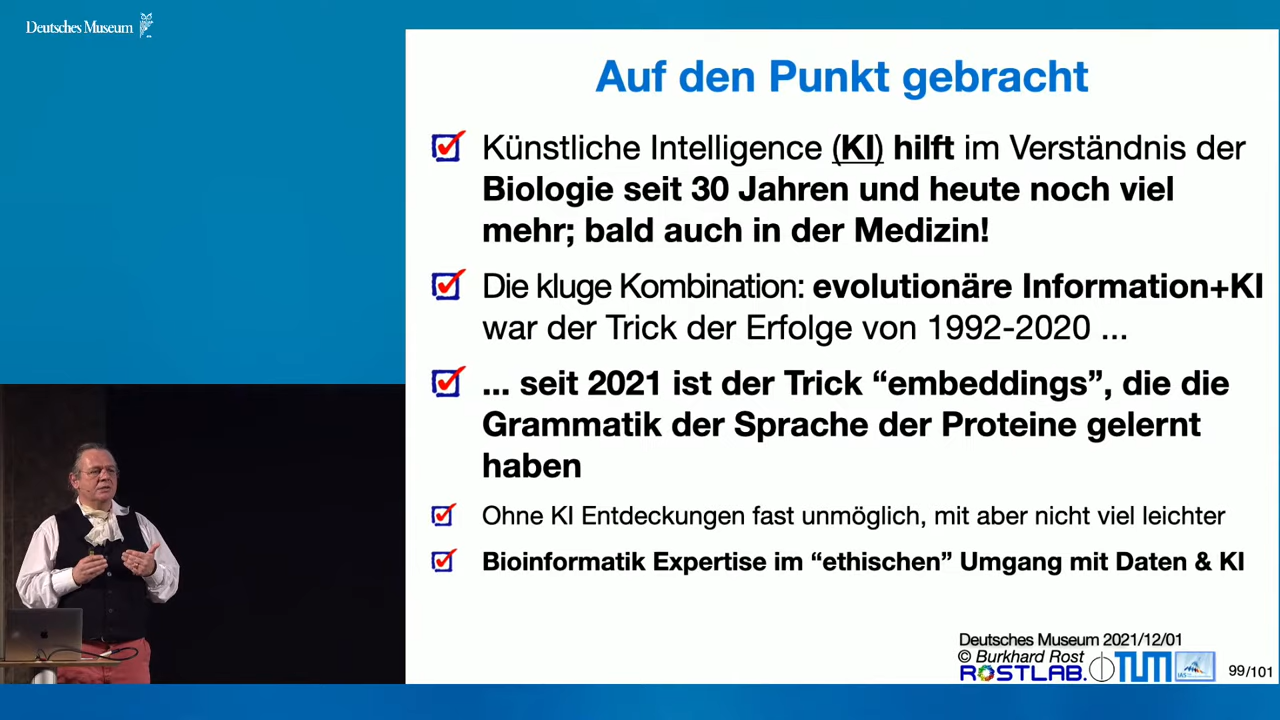 Deutsches Museum
Auf den Punkt gebracht
Künstliche Intelligence (KI) hilft im Verständnis der
Biologie seit 30 Jahren und heute noch viel
mehr; bald auch in der Medizin!
Die kluge Kombination: evolutionäre Information+KI
war der Trick der Erfolge von 1992-2020 ...
... seit 2021 ist der Trick “embeddings”, die die
Grammatik der Sprache der Proteine gelernt
haben
Ohne KI Entdeckungen fast unmöglich, mit aber nicht viel leichter
Bioinformatik Expertise im “ethischen” Umgang mit Daten & KI
Deutsches Museum 2021/12/01
© Burkhard Rost
ROSTLAB. TUM IAS
99/101